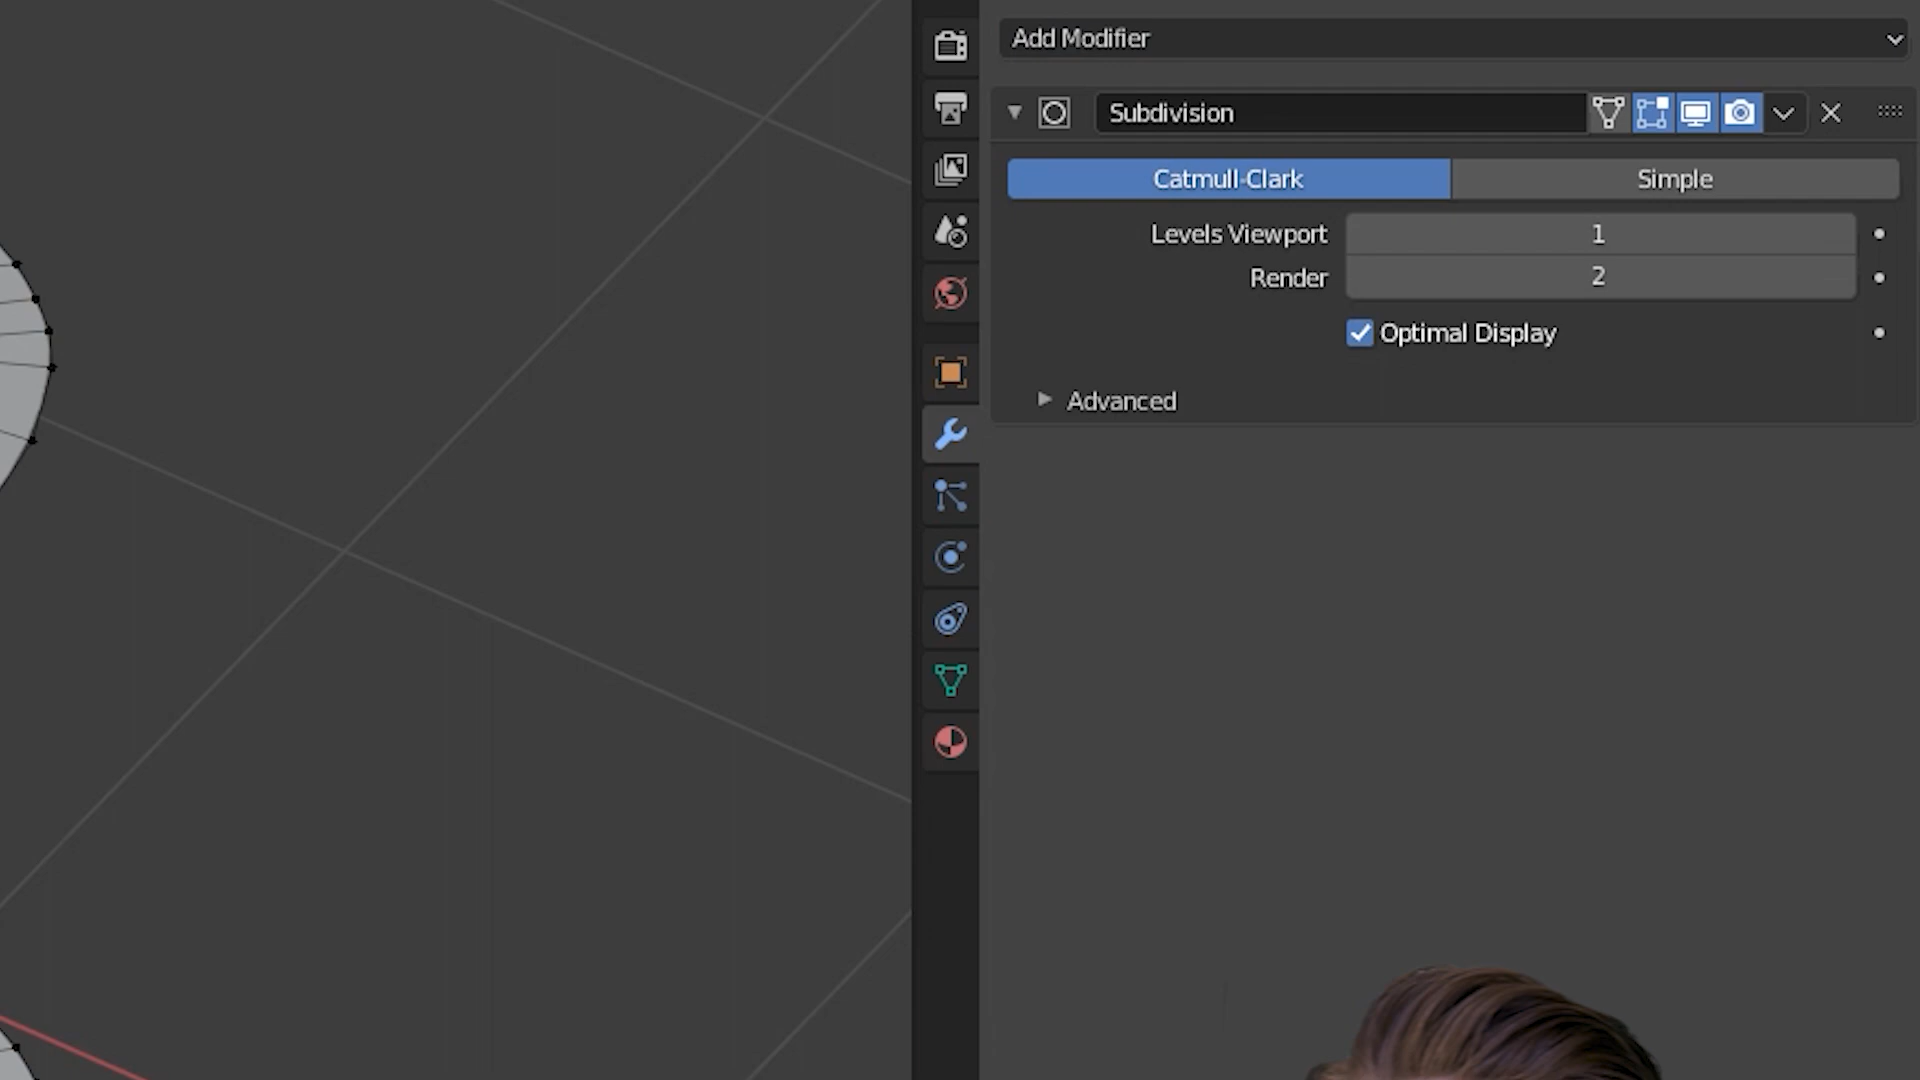 Add Modifier
Subdivision
Catmull-Clark Simple
Levels Viewport 1
Render 2
Optimal Display
Advanced